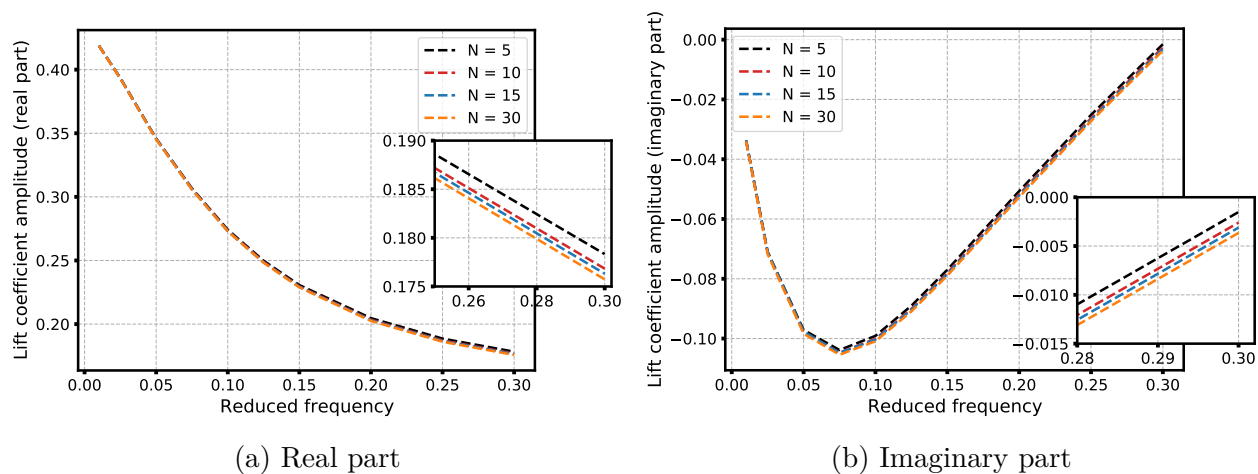 Lift coefficient amplitude (real part)
0.40
0.35
0.30
0.25
0.20
N = 5
N = 10
N = 15
N = 30
0.190
0.185
0.180
0.175
0.26
0.28
0.30
0.00
0.05
0.10
0.15
0.20
0.25
0.30
Reduced frequency
(a) Real part
Lift coefficient amplitude (imaginary part)
0.00
−0.02
−0.04
−0.06
−0.08
−0.10
N = 5
N = 10
N = 15
N = 30
0.000
−0.005
−0.010
−0.015
0.28
0.29
0.30
0.00
0.05
0.10
0.15
0.20
0.25
0.30
Reduced frequency
(b) Imaginary part